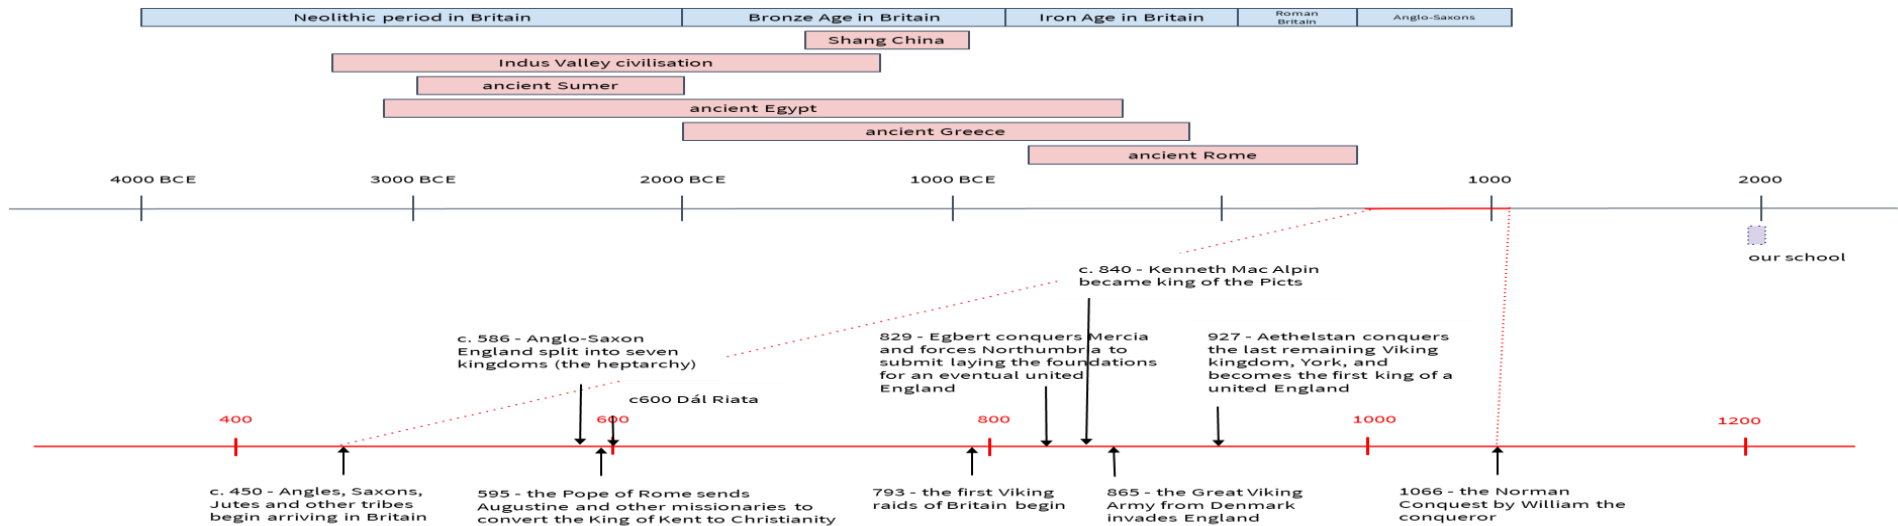 Neolithic period in Britain
Bronze Age in Britain
Iron Age in Britain
Roman
Britain
Anglo-Saxons
Shang China
Indus Valley civilisation
ancient Sumer
ancient Egypt
ancient Greece
ancient Rome
4000 BCE
3000 BCE
2000 BCE
1000 BCE
1000
2000
our school
c. 840 - Kenneth Mac Alpin
became king of the Picts
c. 586 - Anglo-Saxon
England split into seven
kingdoms (the heptarchy)
829 - Egbert conquers Mercia
and forces Northumbria to
submit laying the foundations
for an eventual united
England
927 - Aethelstan conquers
the last remaining Viking
kingdom, York, and
becomes the first king of a
united England
c600 Dál Riata
400
600
800
1000
1200
c. 450 - Angles, Saxons,
Jutes and other tribes
begin arriving in Britain
595 - the Pope of Rome sends
Augustine and other missionaries to
convert the King of Kent to Christianity
793 - the first Viking
raids of Britain begin
865 - the Great Viking
Army from Denmark
invades England
1066 - the Norman
Conquest by William the
conqueror